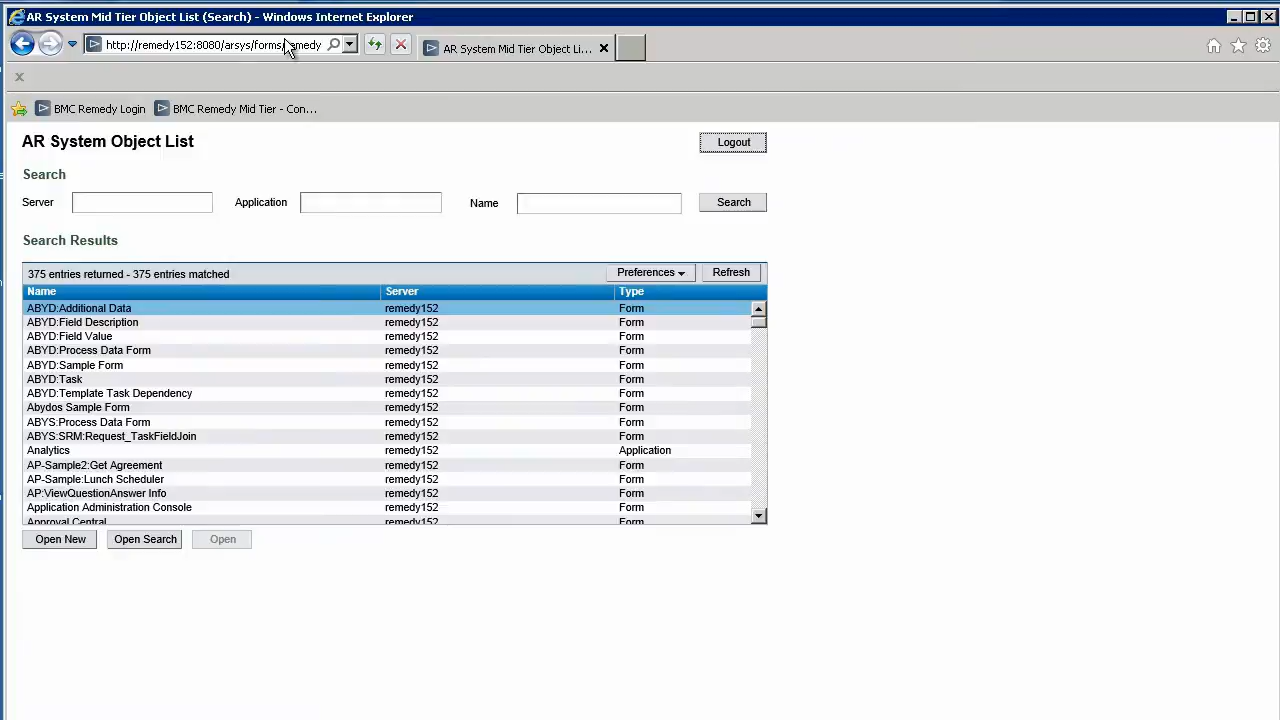 AR System Mid Tier Object List (Search) - Windows Internet Explorer
http://remedy152:8080/arsys/forms/remedy
AR System Mid Tier Object Li...
BMC Remedy Login BMC Remedy Mid Tier - Con...
AR System Object List Logout
Search
Server Application Name Search
Search Results
375 entries returned - 375 entries matched Preferences Refresh
Name Server Type
ABYD:Additional Data remedy152 Form
ABYD:Field Description remedy152 Form
ABYD:Field Value remedy152 Form
ABYD:Process Data Form remedy152 Form
ABYD:Sample Form remedy152 Form
ABYD:Task remedy152 Form
ABYD:Template Task Dependency remedy152 Form
Abydos Sample Form remedy152 Form
ABYS:Process Data Form remedy152 Form
ABYS:SRM:Request_TaskFieldJoin remedy152 Form
Analytics remedy152 Application
AP-Sample2:Get Agreement remedy152 Form
AP-Sample:Lunch Scheduler remedy152 Form
AP:ViewQuestionAnswer Info remedy152 Form
Application Administration Console remedy152 Form
Approval Central remedy152 Form
Open New Open Search Open